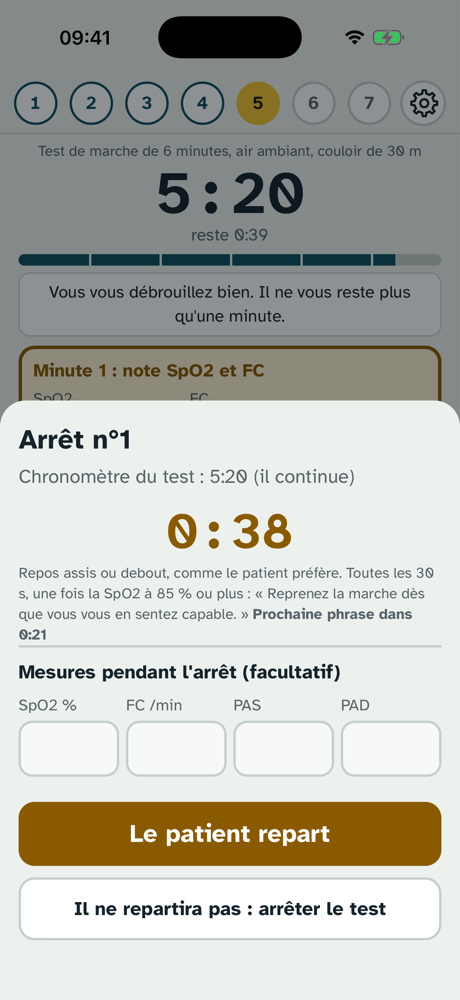 09:41
1 2 3 4 5 6 7
Test de marche de 6 minutes, air ambiant, couloir de 30 m
5:20
reste 0:39
Vous vous débrouillez bien. Il ne vous reste plus
qu'une minute.
Minute 1 : note SpO2 et FC
SpO2 FC
Arrêt n°1
Chronomètre du test : 5:20 (il continue)
0:38
Repos assis ou debout, comme le patient préfère. Toutes les 30
s, une fois la SpO2 à 85 % ou plus : « Reprenez la marche dès
que vous vous en sentez capable. » Prochaine phrase dans
0:21
Mesures pendant l'arrêt (facultatif)
SpO2 % FC /min PAS PAD
Le patient repart
Il ne repartira pas : arrêter le test